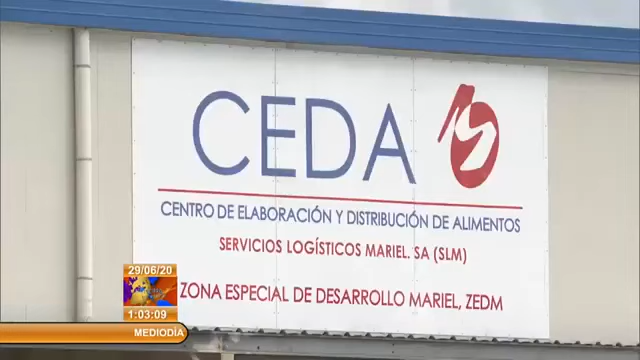 CEDA
CENTRO DE ELABORACIÓN Y DISTRIBUCIÓN DE ALIMENTOS
SERVICIOS LOGÍSTICOS MARIEL. SA (SLM)
ZONA ESPECIAL DE DESARROLLO MARIEL, ZEDM
29/06/20
1:03:09
MEDIODÍA